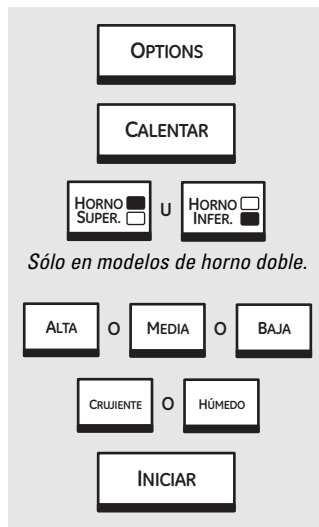 OPTIONS
CALENTAR
HORNO SUPER. U HORNO INFER.
Sólo en modelos de horno doble.
ALTA O MEDIA O BAJA
CRUJIENTE O HÚMEDO
INICIAR